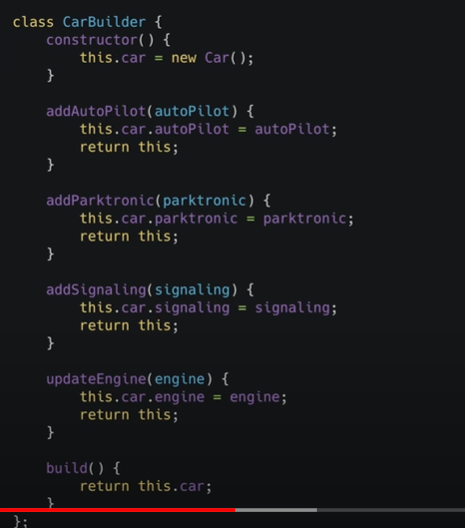 class CarBuilder {
    constructor() {
        this.car = new Car();
    }

    addAutoPilot(autoPilot) {
        this.car.autoPilot = autoPilot;
        return this;
    }

    addParktronic(parktronic) {
        this.car.parktronic = parktronic;
        return this;
    }

    addSignaling(signaling) {
        this.car.signaling = signaling;
        return this;
    }

    updateEngine(engine) {
        this.car.engine = engine;
        return this;
    }

    build() {
        return this.car;
    }
};